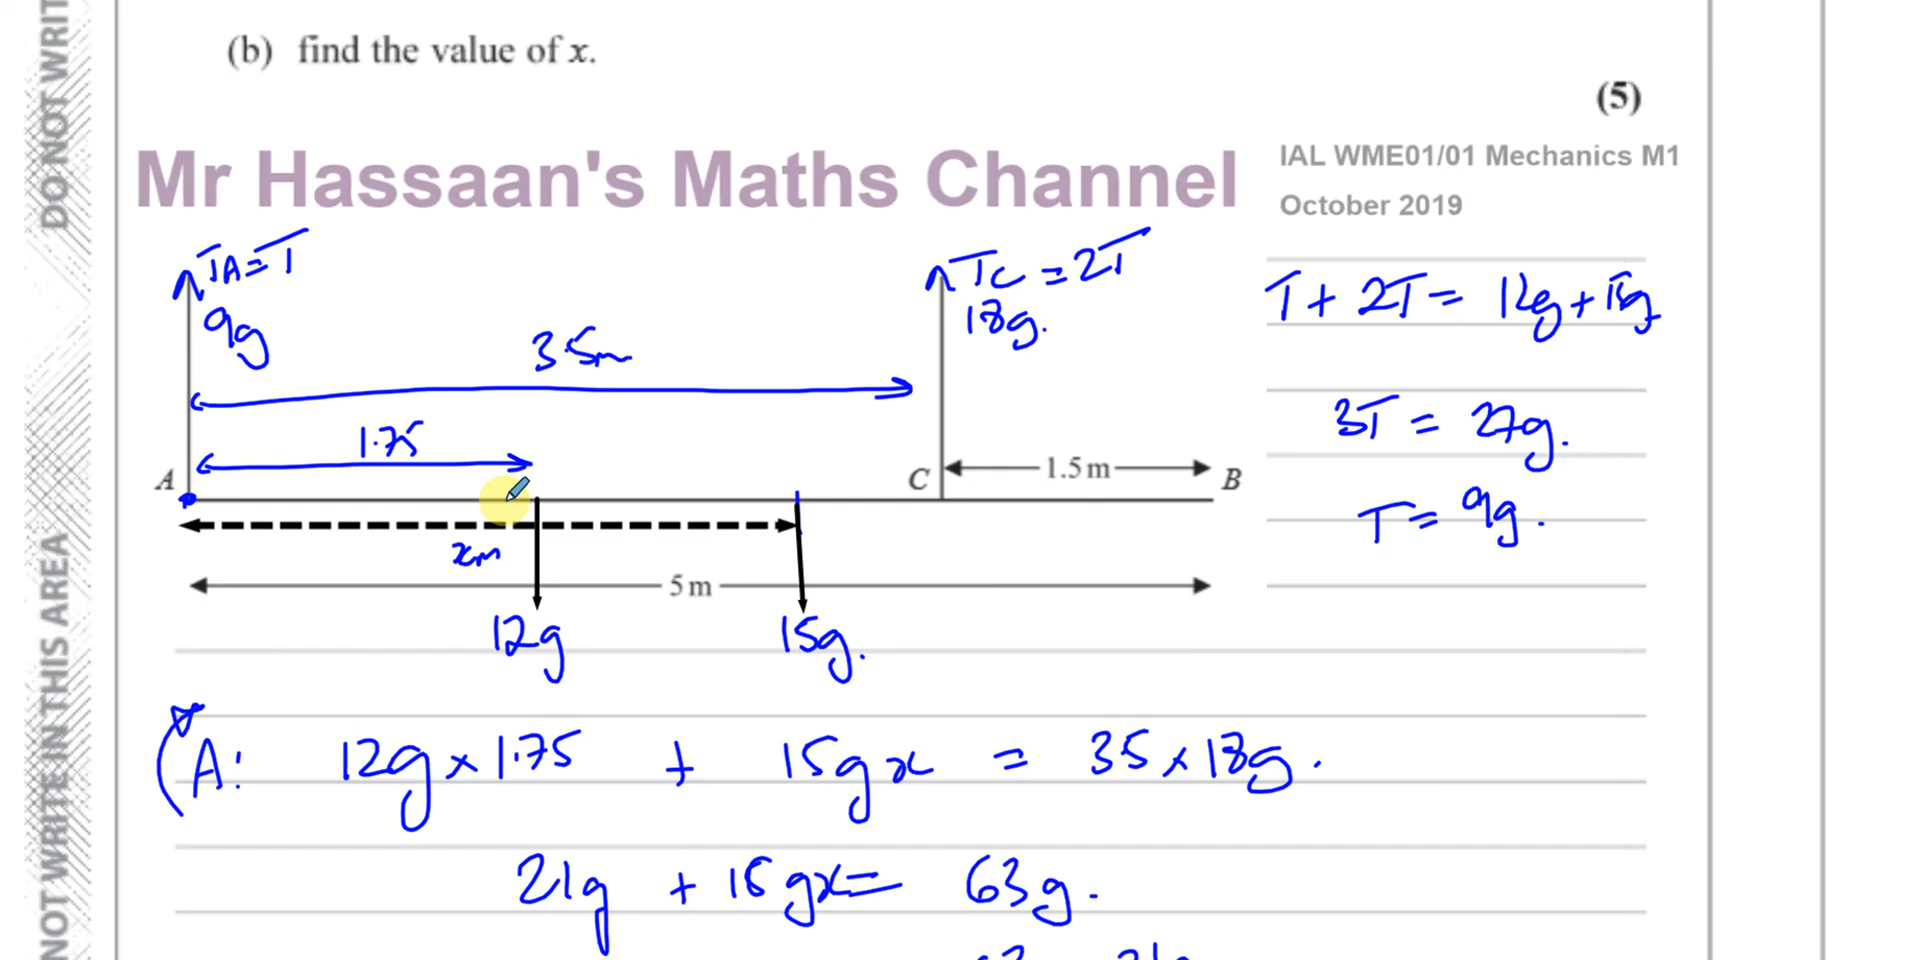 (b) find the value of x.
(5)
Mr Hassaan's Maths Channel
IAL WME01/01 Mechanics M1
October 2019
TA = T
9g
TC = 2T
18g.
T + 2T = 12g + 15g
3.5m
3T = 27g.
1.75
A
C
1.5 m
B
T = 9g.
xm
5 m
12g
15g.
A: 12g × 1.75 + 15gx = 3.5 × 18g.
21g + 15gx = 63g.
DO NOT WRIT
NOT WRITE IN THIS AREA